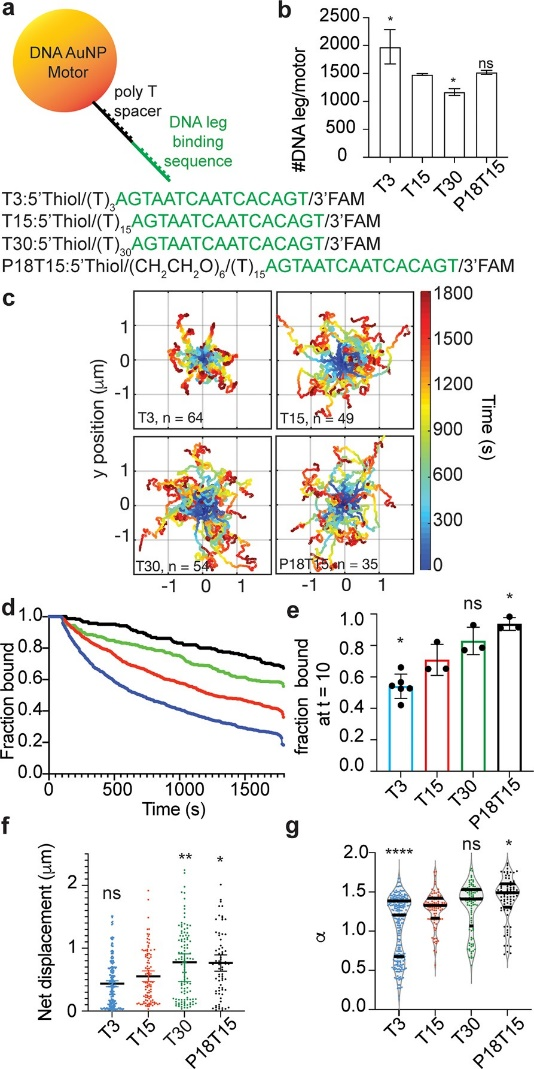 a
DNA AuNP
Motor
poly T
spacer
DNA leg
binding
sequence
T3:5'Thiol/(T)3AGTAATCAATCACAGT/3'FAM
T15:5'Thiol/(T)15AGTAATCAATCACAGT/3'FAM
T30:5'Thiol/(T)30AGTAATCAATCACAGT/3'FAM
P18T15:5'Thiol/(CH2CH2O)6/(T)15AGTAATCAATCACAGT/3'FAM
b
#DNA leg/motor
2500
2000
1500
1000
500
0
*
*
ns
T3
T15
T30
P18T15
c
y position (μm)
1
0
-1
1
0
-1
T3, n = 64
T15, n = 49
T30, n = 54
P18T15, n = 35
-1
0
1
-1
0
1
1800
1500
1200
900
600
300
0
Time (s)
d
Fraction bound
1.0
0.8
0.6
0.4
0.2
0.0
0
500
1000
1500
Time (s)
e
fraction bound
at t = 10
1.0
0.8
0.6
0.4
0.2
0.0
*
ns
*
T3
T15
T30
P18T15
f
Net displacement (μm)
2
1
0
ns
**
*
T3
T15
T30
P18T15
g
α
2.0
1.5
1.0
0.5
0.0
****
ns
*
T3
T15
T30
P18T15